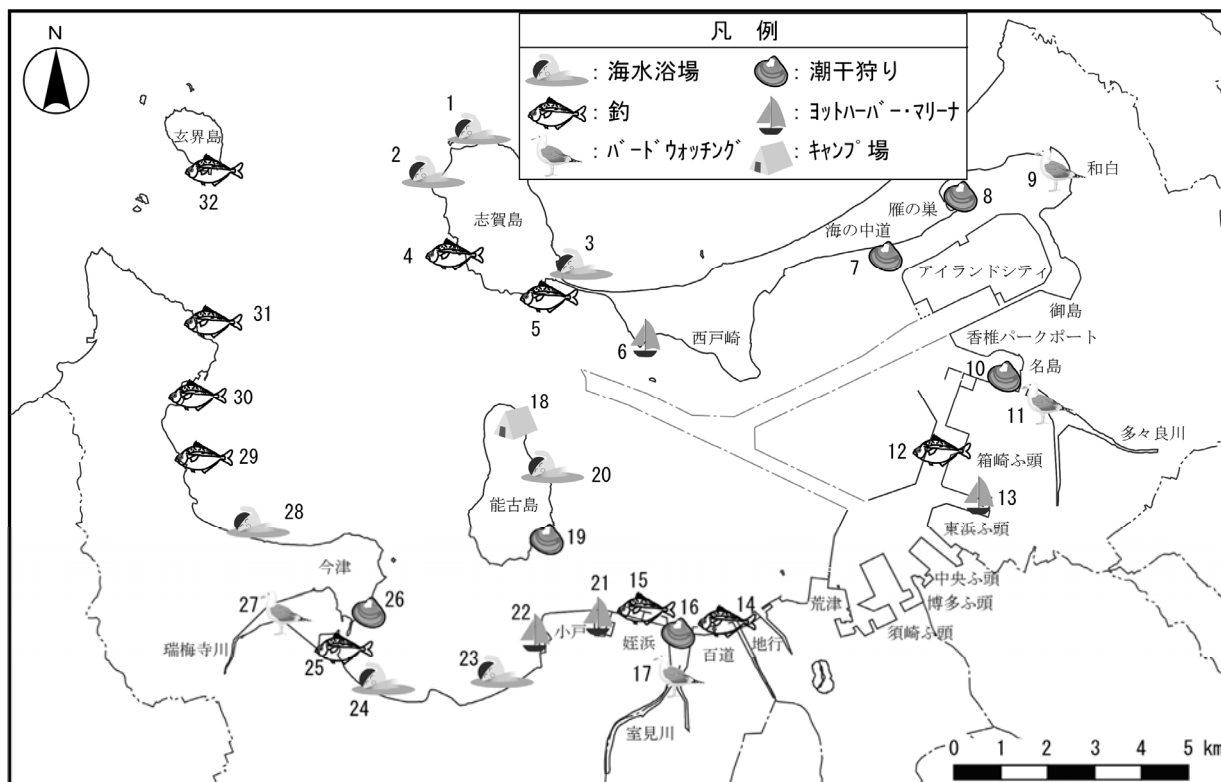 N
凡 例
: 海水浴場
: 潮干狩り
: 釣
: ヨットハーバー・マリーナ
: バードウォッチング
: キャンプ場
玄界島
32
1
2
志賀島
3
4
5
6
西戸崎
海の中道
7
雁の巣
8
9
和白
アイランドシティ
御島
香椎パークポート
10
名島
11
多々良川
12
箱崎ふ頭
13
東浜ふ頭
中央ふ頭
博多ふ頭
須崎ふ頭
荒津
31
30
29
28
18
20
能古島
19
今津
27
26
瑞梅寺川
25
24
23
22
小戸
21
15
姪浜
16
百道
14
地行
17
室見川
0 1 2 3 4 5 km